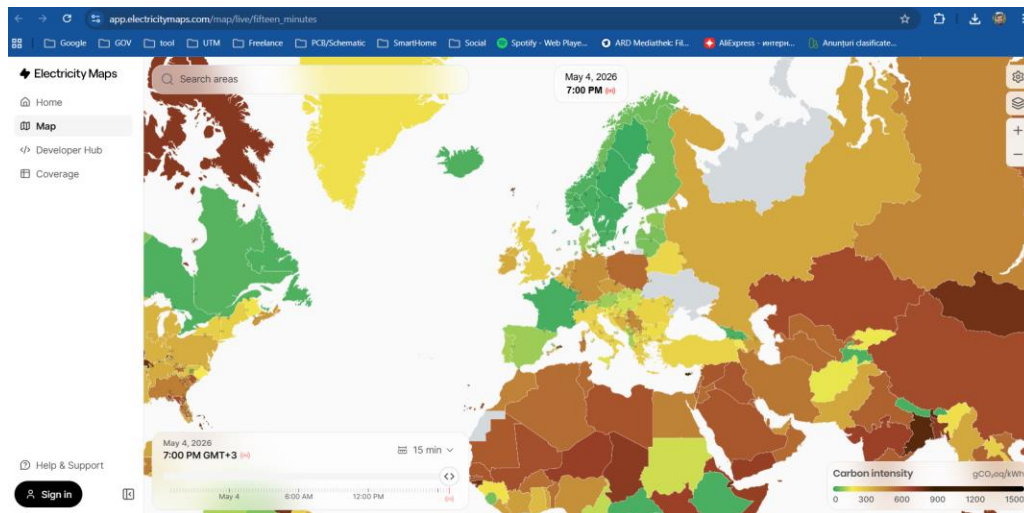 app.electricitymaps.com/map/live/fifteen_minutes
Google GOV tool UTM Freelance PCB/Schematic SmartHome Social Spotify - Web Playe... ARD Mediathek: Fil... AliExpress - интерн... Anunțuri clasificate...
Electricity Maps
Search areas
May 4, 2026
7:00 PM
Home
Map
Developer Hub
Coverage
May 4, 2026
7:00 PM GMT+3
15 min
May 4 6:00 AM 12:00 PM
Help & Support
Sign in
Carbon intensity gCO₂eq/kWh
0 300 600 900 1200 1500